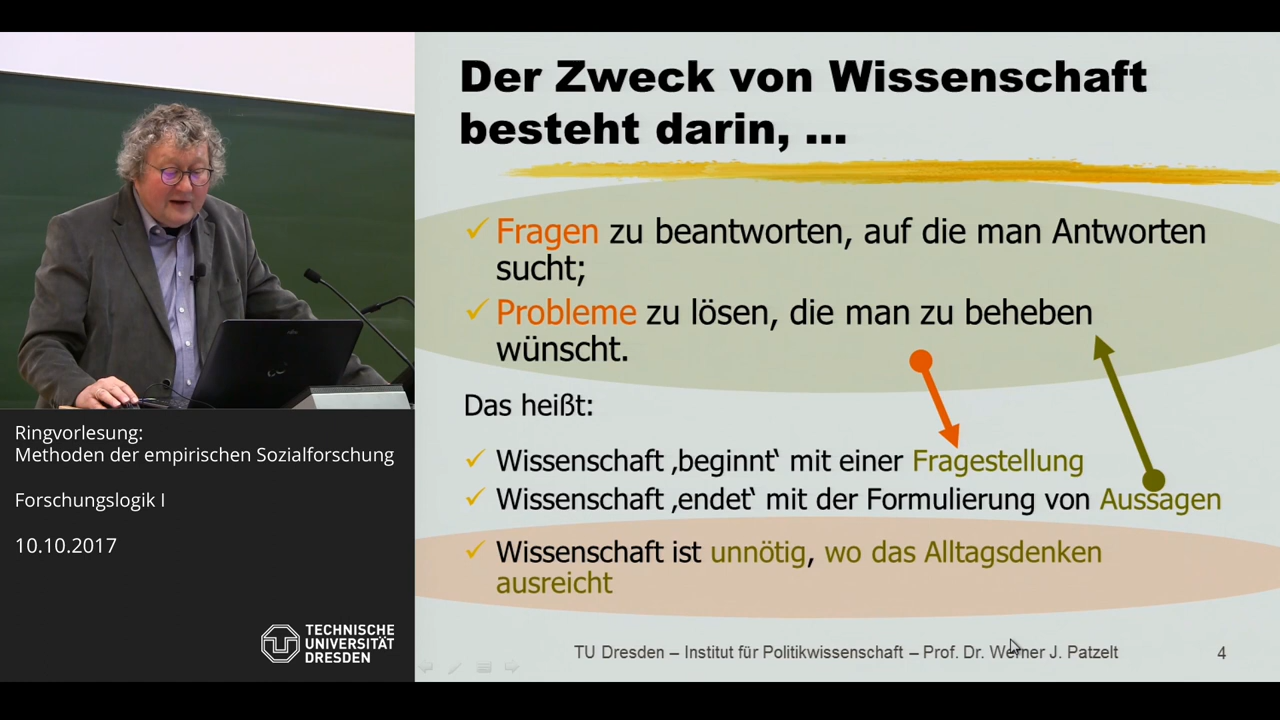 Der Zweck von Wissenschaft
besteht darin, ...
Fragen zu beantworten, auf die man Antworten
sucht;
Probleme zu lösen, die man zu beheben
wünscht.
Das heißt:
Wissenschaft ‚beginnt‘ mit einer Fragestellung
Wissenschaft ‚endet‘ mit der Formulierung von Aussagen
Wissenschaft ist unnötig, wo das Alltagsdenken
ausreicht
TU Dresden – Institut für Politikwissenschaft – Prof. Dr. Werner J. Patzelt
4
Ringvorlesung:
Methoden der empirischen Sozialforschung
Forschungslogik I
10.10.2017
TECHNISCHE
UNIVERSITÄT
DRESDEN